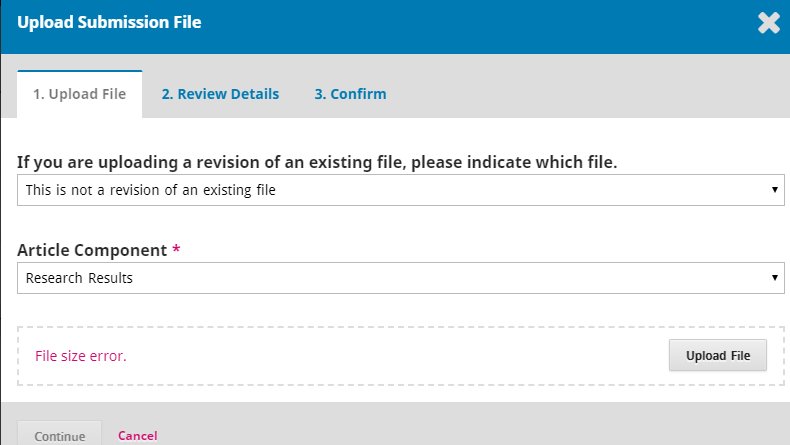 Upload Submission File
1. Upload File
2. Review Details
3. Confirm
If you are uploading a revision of an existing file, please indicate which file.
This is not a revision of an existing file
Article Component *
Research Results
File size error.
Upload File
Continue
Cancel